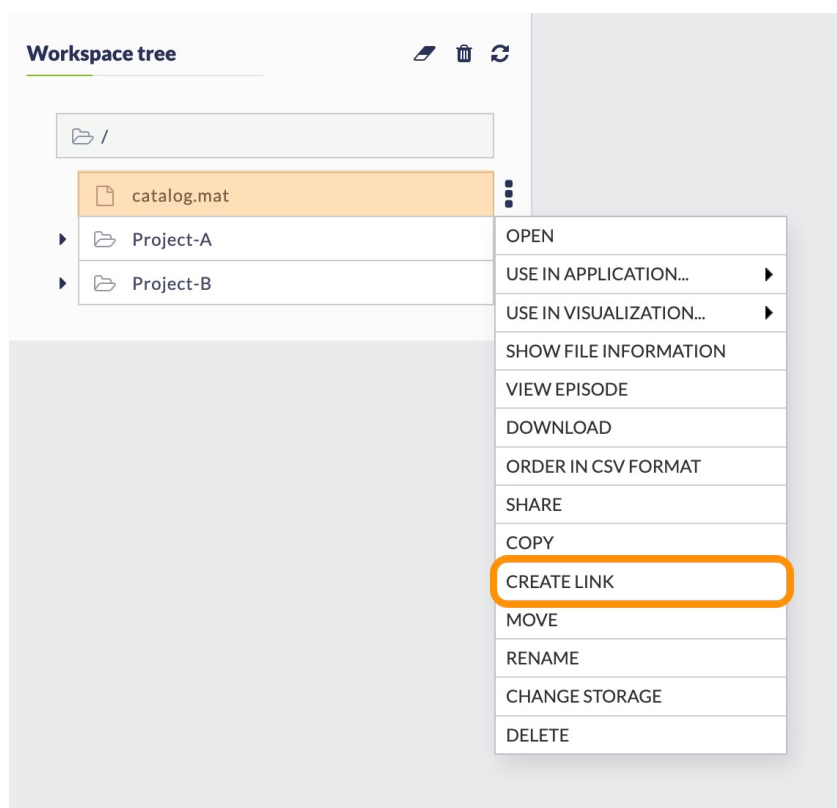 Workspace tree
/
catalog.mat
Project-A
Project-B
OPEN
USE IN APPLICATION...
USE IN VISUALIZATION...
SHOW FILE INFORMATION
VIEW EPISODE
DOWNLOAD
ORDER IN CSV FORMAT
SHARE
COPY
CREATE LINK
MOVE
RENAME
CHANGE STORAGE
DELETE